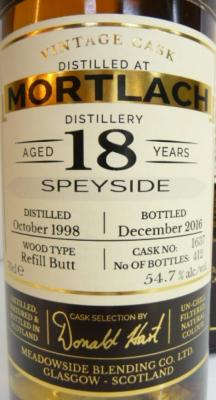 VINTAGE CASK
DISTILLED AT
MORTLACH
DISTILLERY
AGED 18 YEARS
SPEYSIDE
DISTILLED
October 1998
BOTTLED
December 2016
WOOD TYPE
Refill Butt
CASK NO: 1637
No OF BOTTLES: 412
70cl e
54.7% alc/vol
DISTILLED,
MATURED &
BOTTLED IN
SCOTLAND
CASK SELECTION BY
Donald Hart
UN-CHILL
FILTERED
NATURAL
COLOUR
MEADOWSIDE BLENDING CO. LTD.
GLASGOW - SCOTLAND